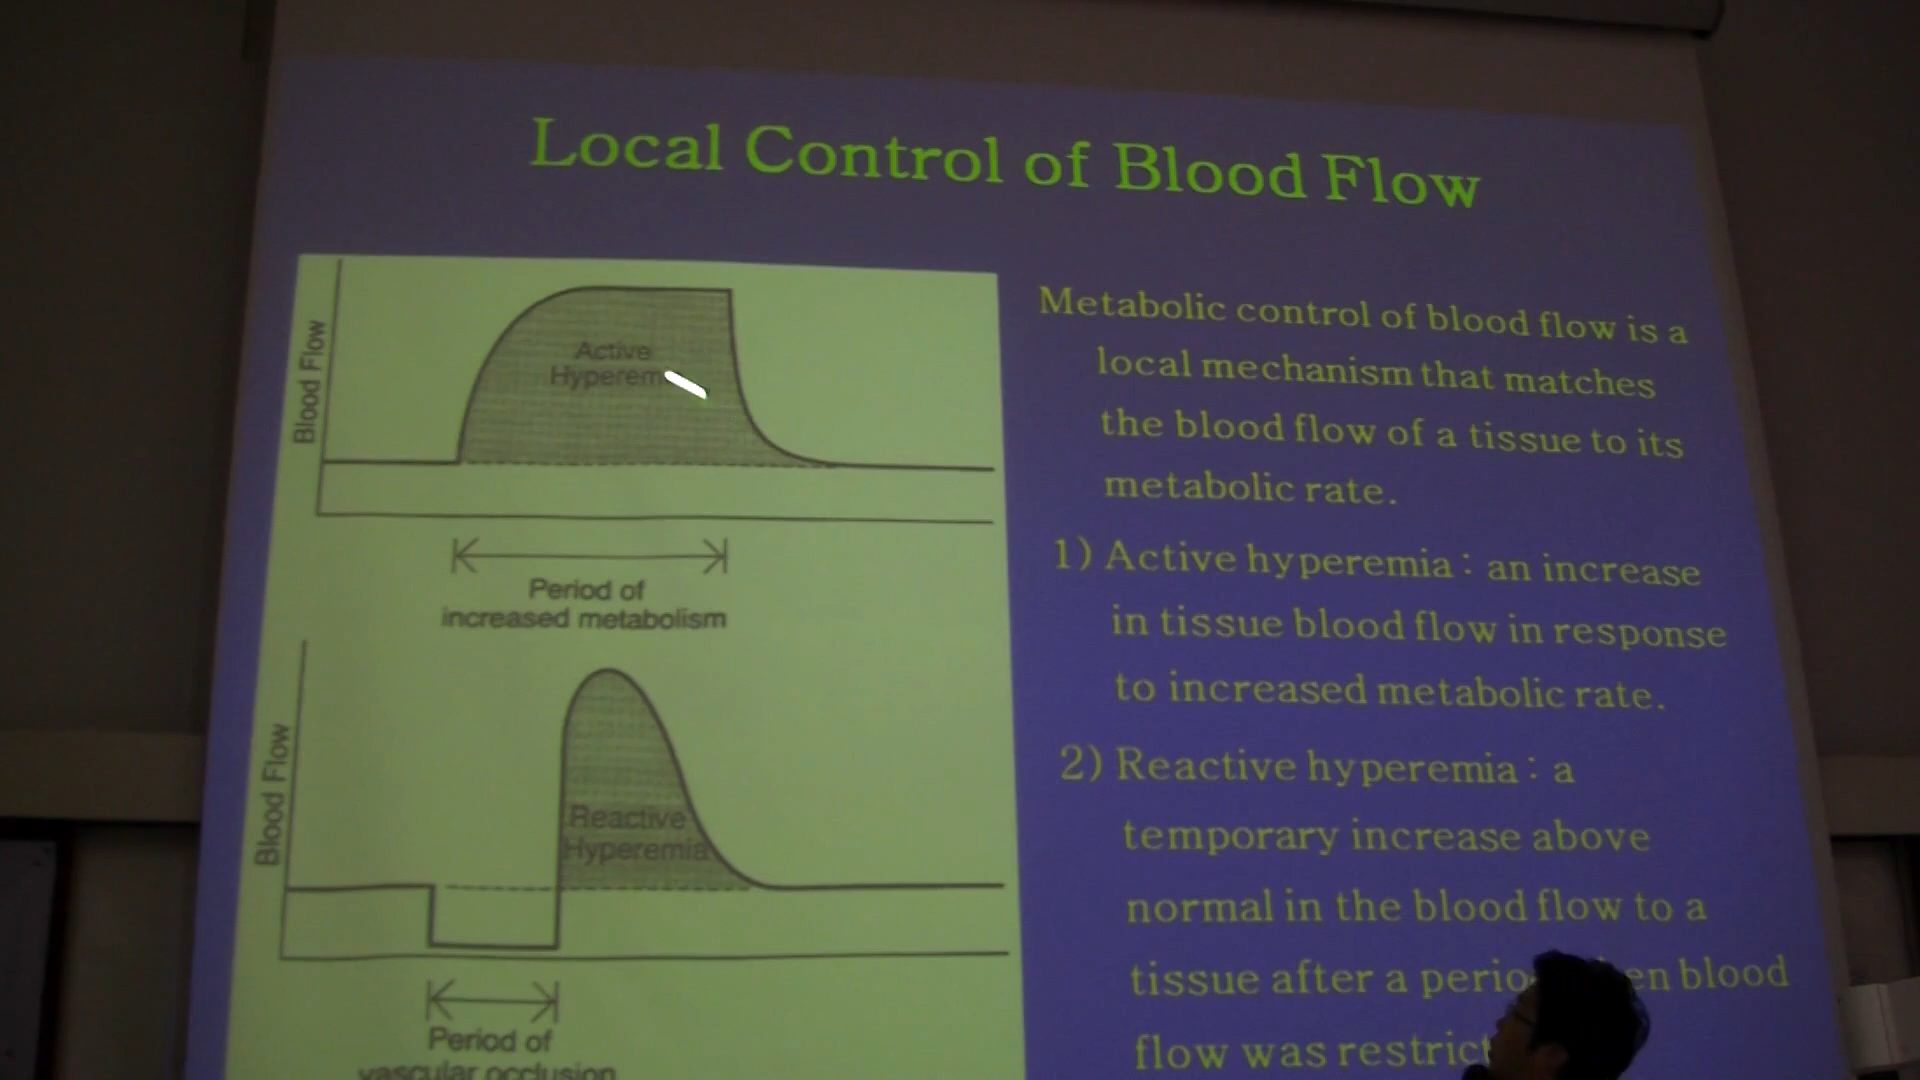 Local Control of Blood Flow
Blood Flow
Active
Hyperem
Period of
increased metabolism
Blood Flow
Reactive
Hyperemia
Period of
vascular occlusion
Metabolic control of blood flow is a
local mechanism that matches
the blood flow of a tissue to its
metabolic rate.
1) Active hyperemia : an increase
in tissue blood flow in response
to increased metabolic rate.
2) Reactive hyperemia : a
temporary increase above
normal in the blood flow to a
tissue after a perio en blood
flow was restrict